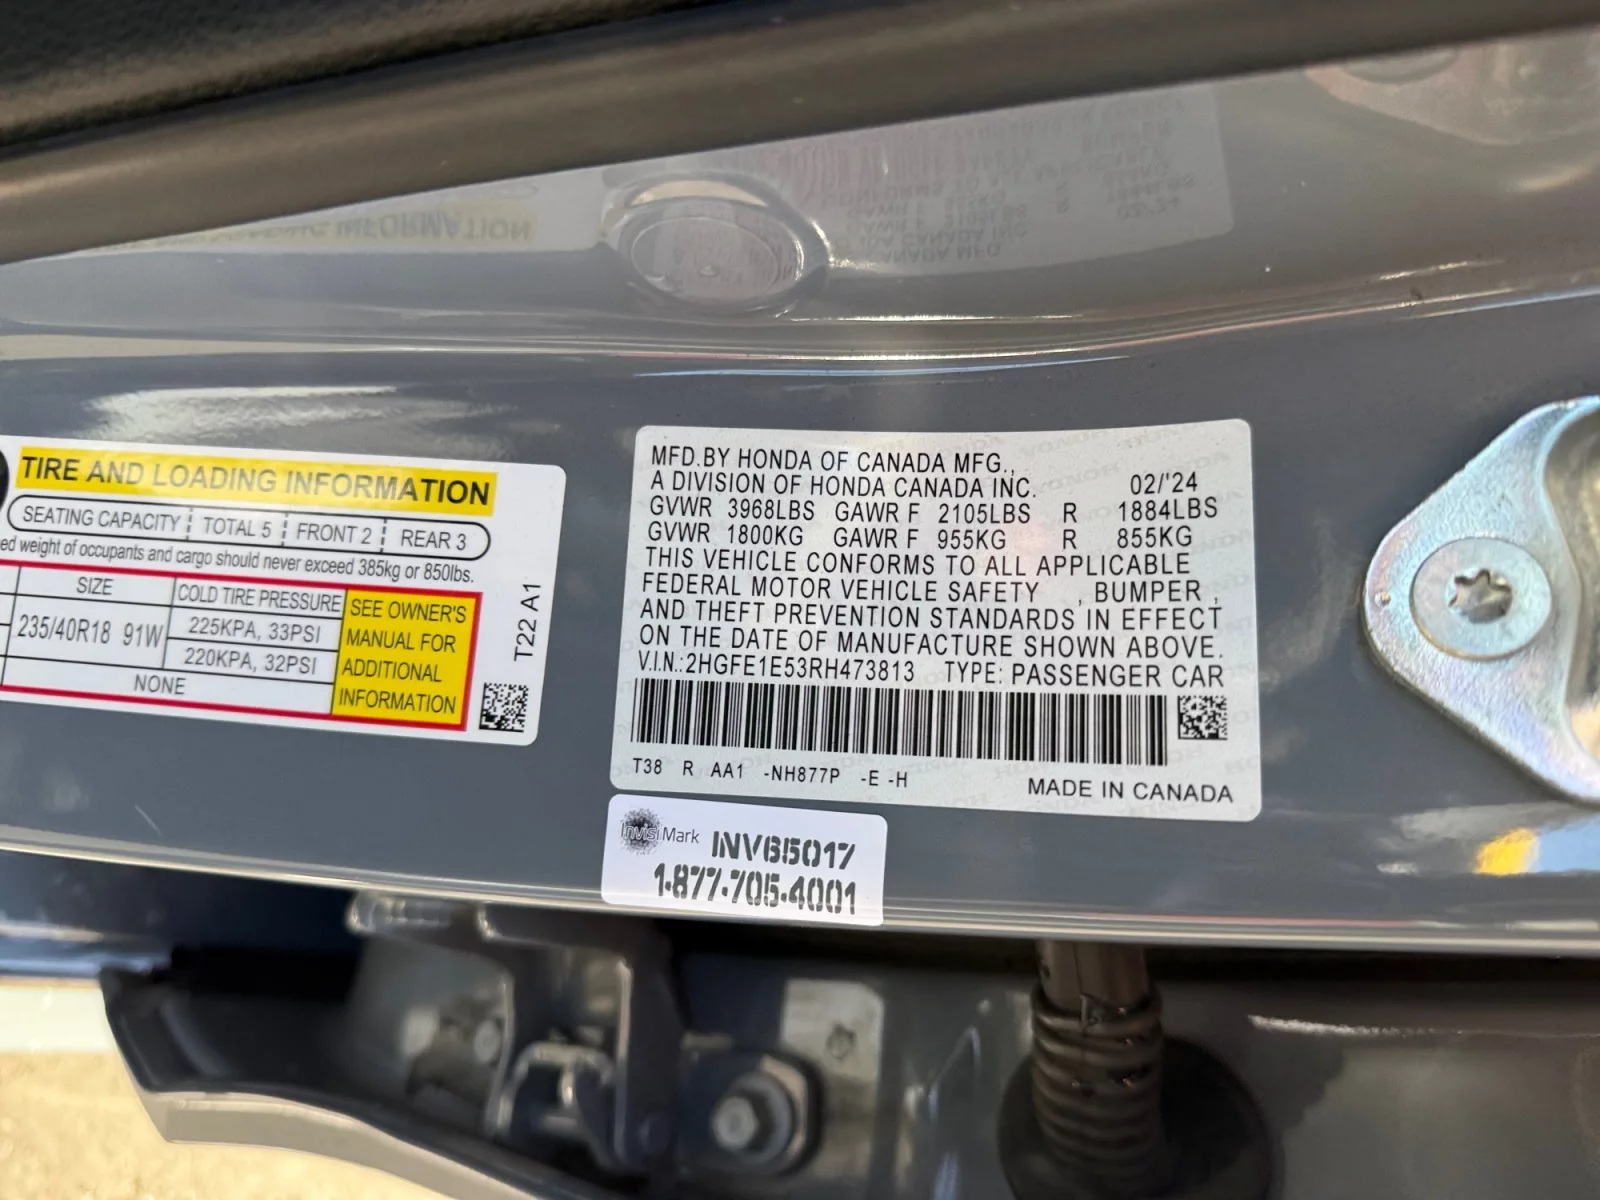 TIRE AND LOADING INFORMATION
SEATING CAPACITY TOTAL 5 FRONT 2 REAR 3
weight of occupants and cargo should never exceed 385kg or 850lbs.
SIZE COLD TIRE PRESSURE
235/40R18 91W
225KPA, 33PSI
220KPA, 32PSI
NONE
SEE OWNER'S
MANUAL FOR
ADDITIONAL
INFORMATION
T22 A1
MFD.BY HONDA OF CANADA MFG.,
A DIVISION OF HONDA CANADA INC. 02/'24
GVWR 3968LBS GAWR F 2105LBS R 1884LBS
GVWR 1800KG GAWR F 955KG R 855KG
THIS VEHICLE CONFORMS TO ALL APPLICABLE
FEDERAL MOTOR VEHICLE SAFETY , BUMPER ,
AND THEFT PREVENTION STANDARDS IN EFFECT
ON THE DATE OF MANUFACTURE SHOWN ABOVE.
V.I.N.:2HGFE1E53RH473813 TYPE: PASSENGER CAR
T38 R AA1 -NH877P -E -H
MADE IN CANADA
InvisiMark INV65017
1-877-705-4001